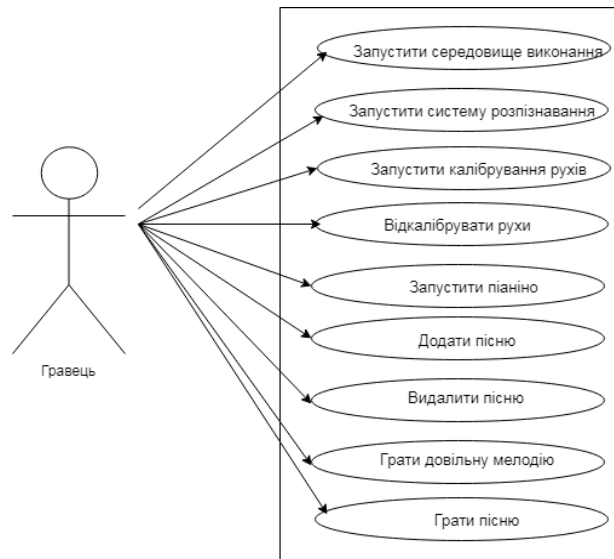 Запустити середовище виконання
Запустити систему розпізнавання
Запустити калібрування рухів
Відкалібрувати рухи
Запустити піаніно
Додати пісню
Гравець
Видалити пісню
Грати довільну мелодію
Грати пісню